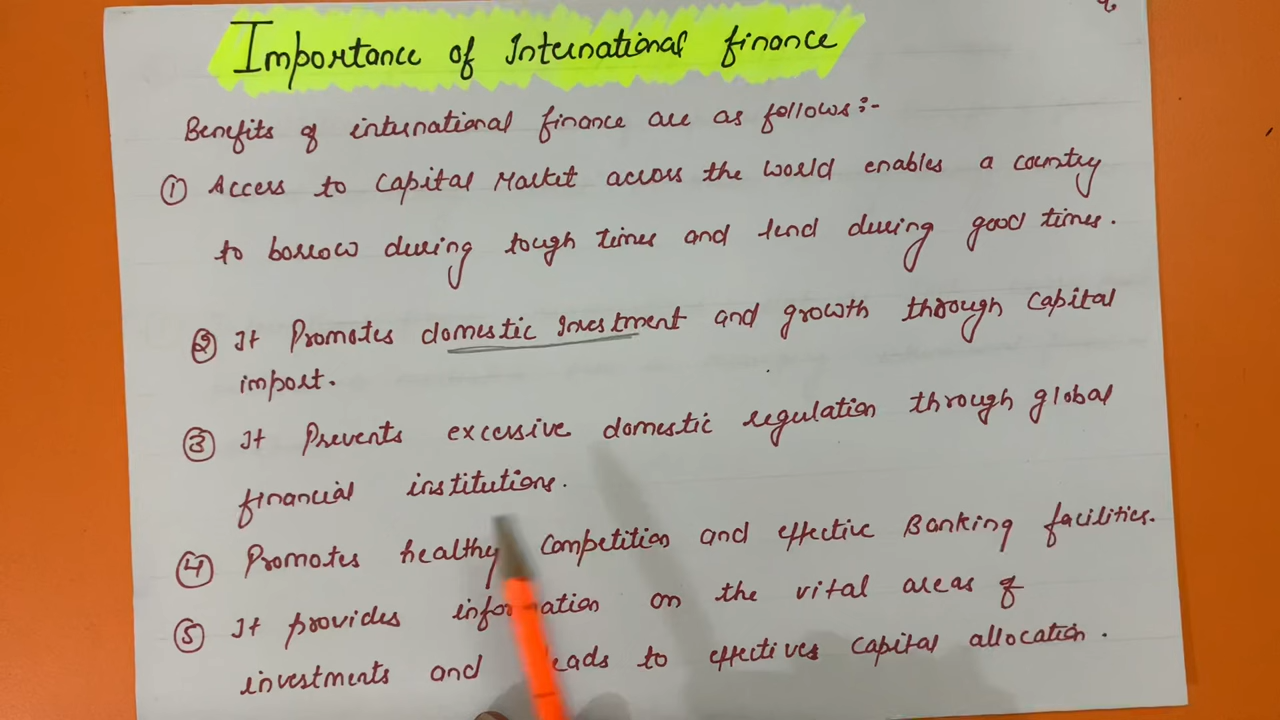 Importance of International finance
Benefits of international finance are as follows:-
① Access to Capital Market across the world enables a country
to borrow during tough times and lend during good times.
② It Promotes domestic investment and growth through Capital
import.
③ It Prevents excessive domestic regulation through global
financial institutions.
④ Promotes healthy Competition and effective Banking facilities.
⑤ It provides information on the vital areas of
investments and leads to effectives capital allocation.